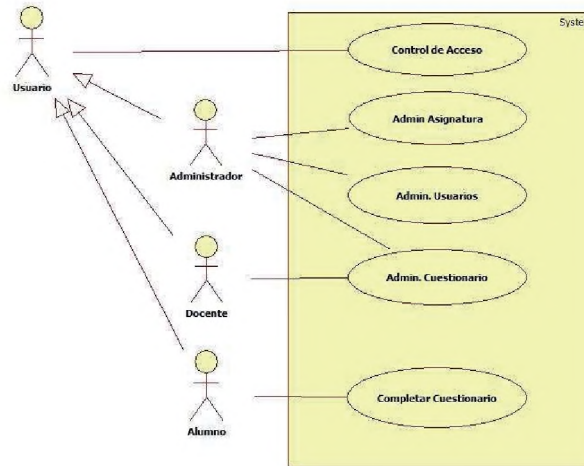 Syste
Control de Acceso
Usuario
Admin Asignatura
Administrador
Admin. Usuarios
Admin. Cuestionario
Docente
Completar Cuestionario
Alumno